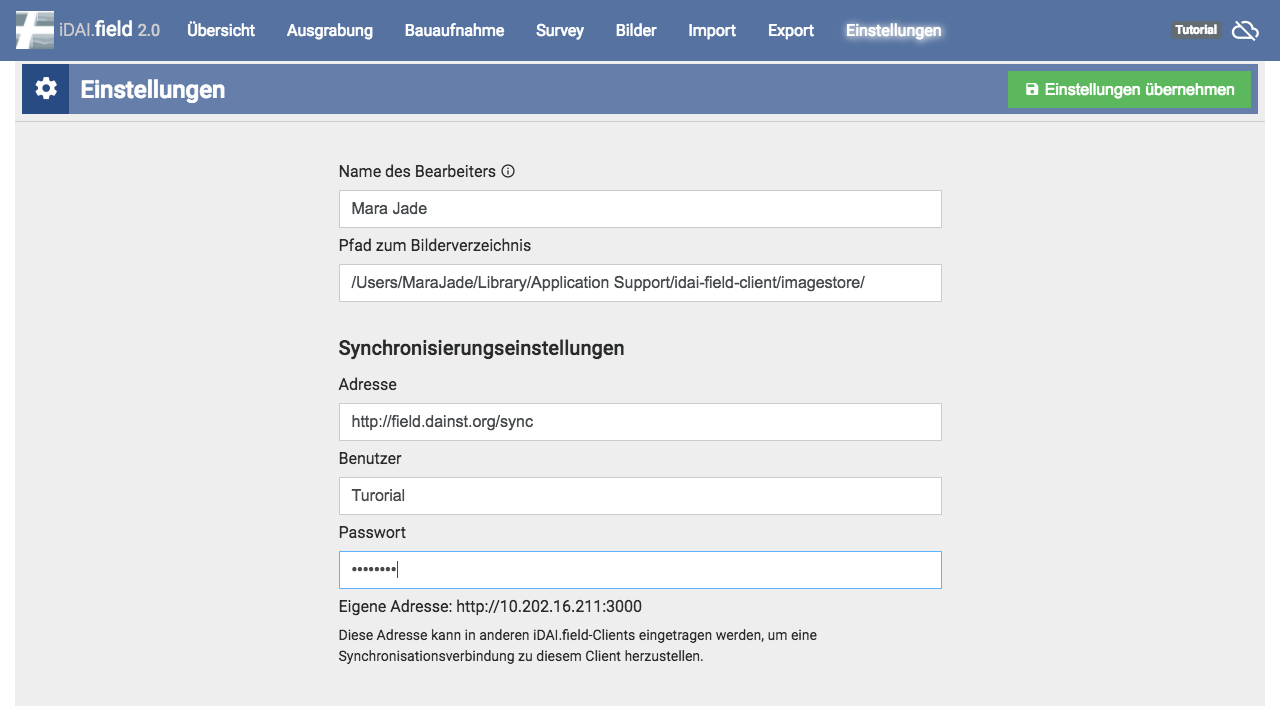 iDAI.field 2.0 Übersicht Ausgrabung Bauaufnahme Survey Bilder Import Export Einstellungen Tutorial
Einstellungen Einstellungen übernehmen
Name des Bearbeiters
Mara Jade
Pfad zum Bilderverzeichnis
/Users/MaraJade/Library/Application Support/idai-field-client/imagestore/
Synchronisierungseinstellungen
Adresse
http://field.dainst.org/sync
Benutzer
Turorial
Passwort
••••••••
Eigene Adresse: http://10.202.16.211:3000
Diese Adresse kann in anderen iDAI.field-Clients eingetragen werden, um eine
Synchronisationsverbindung zu diesem Client herzustellen.